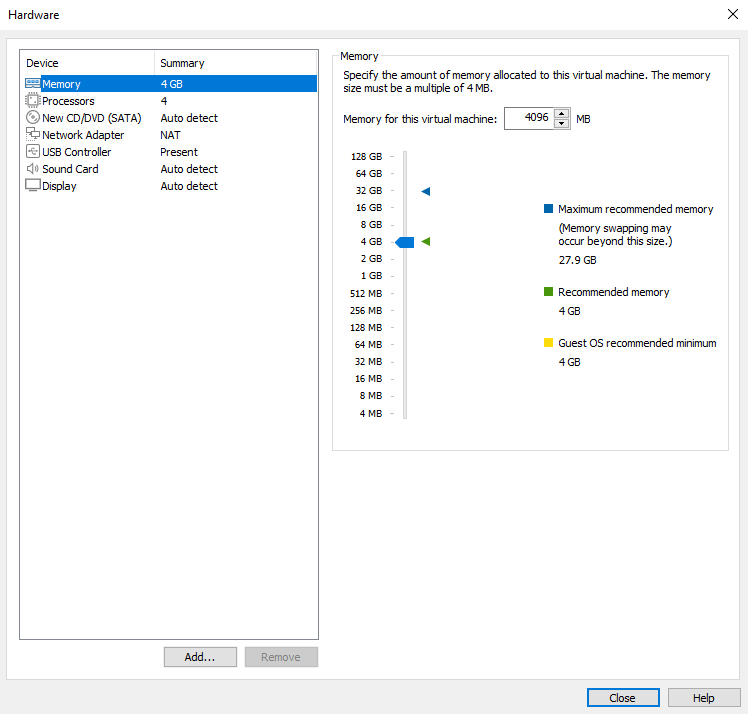 Hardware
Device Summary
Memory 4 GB
Processors 4
New CD/DVD (SATA) Auto detect
Network Adapter NAT
USB Controller Present
Sound Card Auto detect
Display Auto detect
Add...
Remove
Memory
Specify the amount of memory allocated to this virtual machine. The memory
size must be a multiple of 4 MB.
Memory for this virtual machine: 4096 MB
128 GB
64 GB
32 GB
16 GB
8 GB
4 GB
2 GB
1 GB
512 MB
256 MB
128 MB
64 MB
32 MB
16 MB
8 MB
4 MB
Maximum recommended memory
(Memory swapping may
occur beyond this size.)
27.9 GB
Recommended memory
4 GB
Guest OS recommended minimum
4 GB
Close
Help